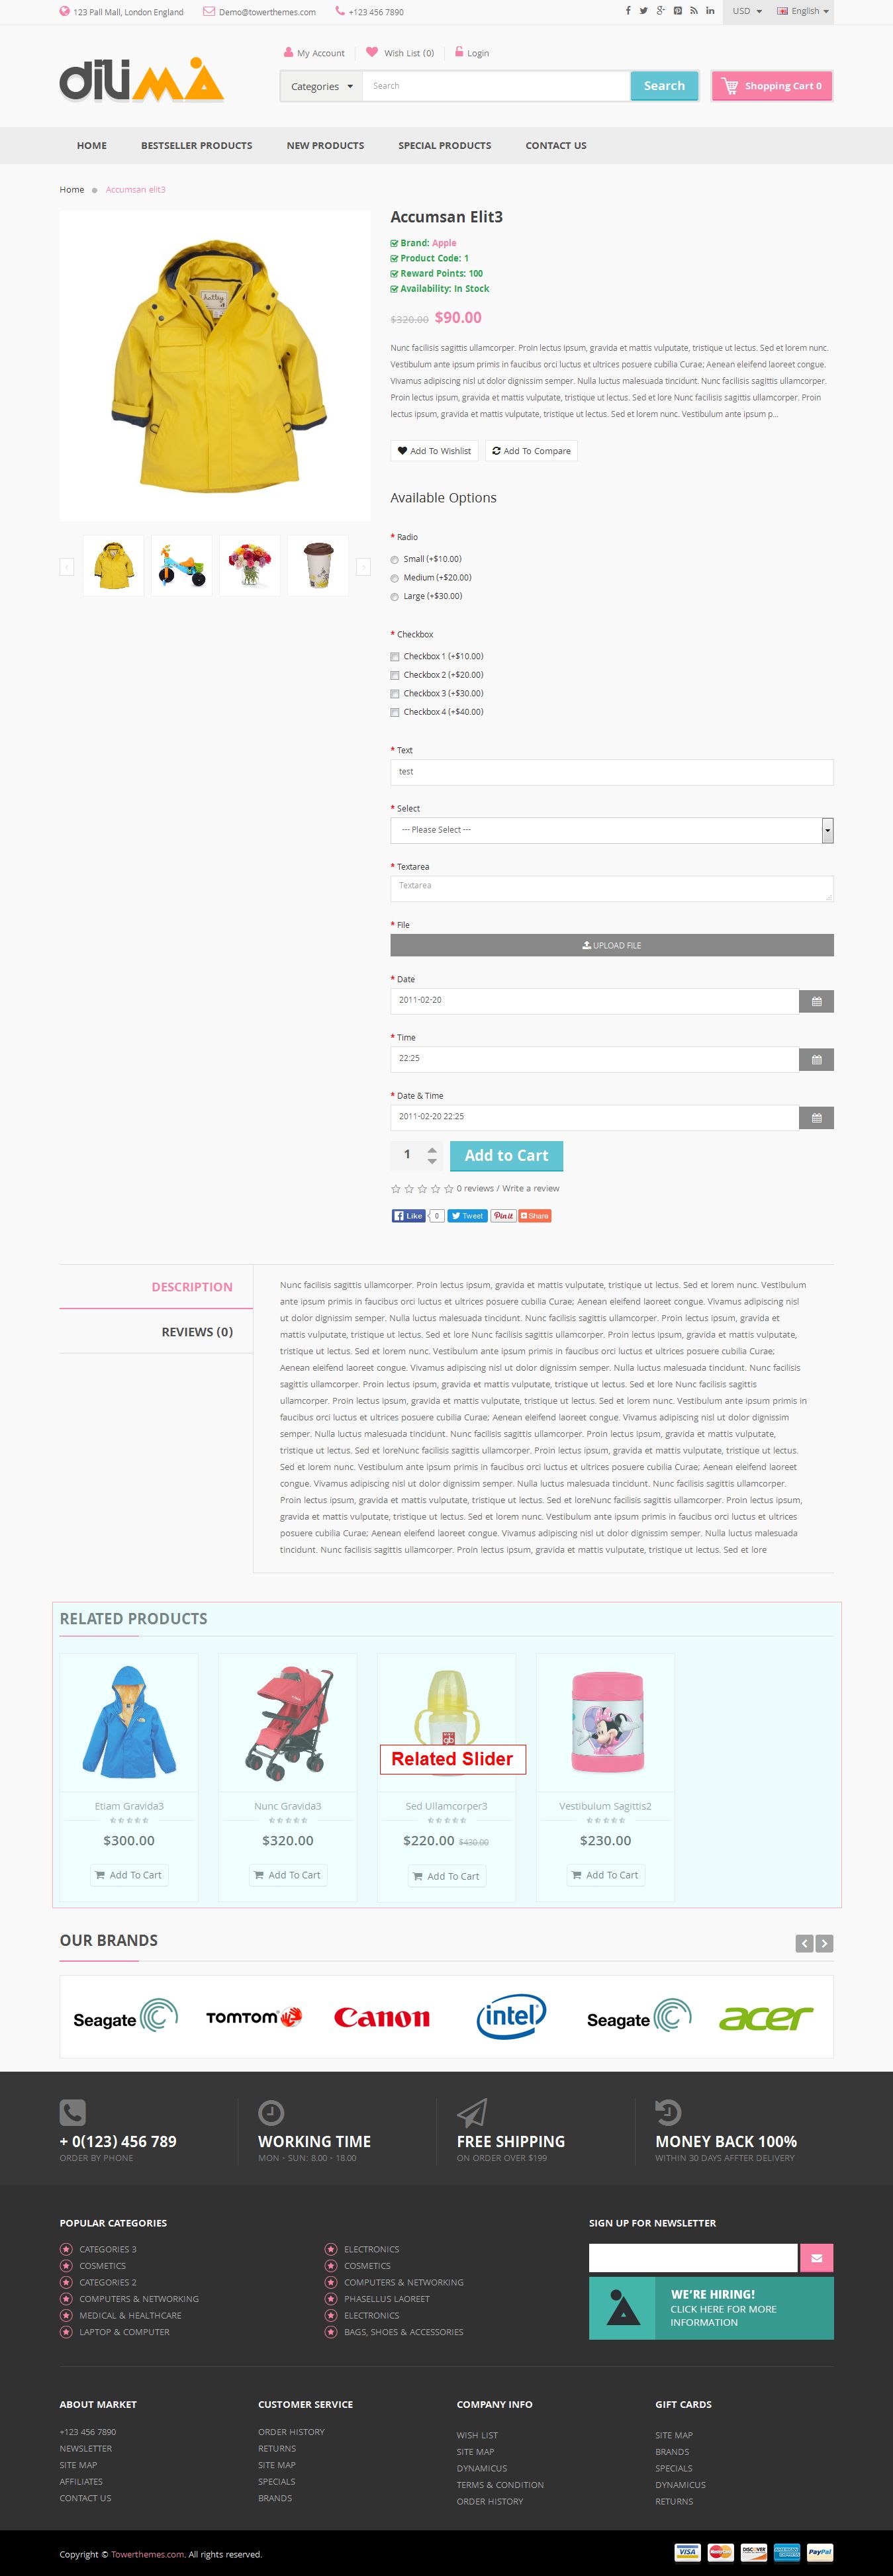 123 Pall Mall, London England
Demo@towerthemes.com
+123 456 7890
USD
English
My Account
Wish List (0)
Login
diliMA
Categories
Search
Search
Shopping Cart 0
HOME
BESTSELLER PRODUCTS
NEW PRODUCTS
SPECIAL PRODUCTS
CONTACT US
Home
Accumsan elit3
hatley
Accumsan Elit3
Brand: Apple
Product Code: 1
Reward Points: 100
Availability: In Stock
$320.00 $90.00
Nunc facilisis sagittis ullamcorper. Proin lectus ipsum, gravida et mattis vulputate, tristique ut lectus. Sed et lorem nunc.
Vestibulum ante ipsum primis in faucibus orci luctus et ultrices posuere cubilia Curae; Aenean eleifend laoreet congue.
Vivamus adipiscing nisl ut dolor dignissim semper. Nulla luctus malesuada tincidunt. Nunc facilisis sagittis ullamcorper.
Proin lectus ipsum, gravida et mattis vulputate, tristique ut lectus. Sed et lore Nunc facilisis sagittis ullamcorper. Proin
lectus ipsum, gravida et mattis vulputate, tristique ut lectus. Sed et lorem nunc. Vestibulum ante ipsum p...
Add To Wishlist
Add To Compare
Available Options
* Radio
Small (+$10.00)
Medium (+$20.00)
Large (+$30.00)
* Checkbox
Checkbox 1 (+$10.00)
Checkbox 2 (+$20.00)
Checkbox 3 (+$30.00)
Checkbox 4 (+$40.00)
* Text
test
* Select
--- Please Select ---
* Textarea
Textarea
* File
UPLOAD FILE
* Date
2011-02-20
* Time
22:25
* Date & Time
2011-02-20 22:25
1
Add to Cart
0 reviews / Write a review
Like
0
Tweet
Pin it
Share
DESCRIPTION
REVIEWS (0)
Nunc facilisis sagittis ullamcorper. Proin lectus ipsum, gravida et mattis vulputate, tristique ut lectus. Sed et lorem nunc. Vestibulum
ante ipsum primis in faucibus orci luctus et ultrices posuere cubilia Curae; Aenean eleifend laoreet congue. Vivamus adipiscing nisl
ut dolor dignissim semper. Nulla luctus malesuada tincidunt. Nunc facilisis sagittis ullamcorper. Proin lectus ipsum, gravida et
mattis vulputate, tristique ut lectus. Sed et lore Nunc facilisis sagittis ullamcorper. Proin lectus ipsum, gravida et mattis vulputate,
tristique ut lectus. Sed et lorem nunc. Vestibulum ante ipsum primis in faucibus orci luctus et ultrices posuere cubilia Curae;
Aenean eleifend laoreet congue. Vivamus adipiscing nisl ut dolor dignissim semper. Nulla luctus malesuada tincidunt. Nunc facilisis
sagittis ullamcorper. Proin lectus ipsum, gravida et mattis vulputate, tristique ut lectus. Sed et lore Nunc facilisis sagittis
ullamcorper. Proin lectus ipsum, gravida et mattis vulputate, tristique ut lectus. Sed et lorem nunc. Vestibulum ante ipsum primis in
faucibus orci luctus et ultrices posuere cubilia Curae; Aenean eleifend laoreet congue. Vivamus adipiscing nisl ut dolor dignissim
semper. Nulla luctus malesuada tincidunt. Nunc facilisis sagittis ullamcorper. Proin lectus ipsum, gravida et mattis vulputate,
tristique ut lectus. Sed et loreNunc facilisis sagittis ullamcorper. Proin lectus ipsum, gravida et mattis vulputate, tristique ut lectus.
Sed et lorem nunc. Vestibulum ante ipsum primis in faucibus orci luctus et ultrices posuere cubilia Curae; Aenean eleifend laoreet
congue. Vivamus adipiscing nisl ut dolor dignissim semper. Nulla luctus malesuada tincidunt. Nunc facilisis sagittis ullamcorper.
Proin lectus ipsum, gravida et mattis vulputate, tristique ut lectus. Sed et loreNunc facilisis sagittis ullamcorper. Proin lectus ipsum,
gravida et mattis vulputate, tristique ut lectus. Sed et lorem nunc. Vestibulum ante ipsum primis in faucibus orci luctus et ultrices
posuere cubilia Curae; Aenean eleifend laoreet congue. Vivamus adipiscing nisl ut dolor dignissim semper. Nulla luctus malesuada
tincidunt. Nunc facilisis sagittis ullamcorper. Proin lectus ipsum, gravida et mattis vulputate, tristique ut lectus. Sed et lore
RELATED PRODUCTS
gb
Related Slider
Etiam Gravida3
Nunc Gravida3
Sed Ullamcorper3
Vestibulum Sagittis2
$300.00
$320.00
$220.00 $430.00
$230.00
Add To Cart
Add To Cart
Add To Cart
Add To Cart
OUR BRANDS
Seagate
TOMTOM
Canon
intel
Seagate
acer
+ 0(123) 456 789
ORDER BY PHONE
WORKING TIME
MON - SUN: 8.00 - 18.00
FREE SHIPPING
ON ORDER OVER $199
MONEY BACK 100%
WITHIN 30 DAYS AFFTER DELIVERY
POPULAR CATEGORIES
CATEGORIES 3
COSMETICS
CATEGORIES 2
COMPUTERS & NETWORKING
MEDICAL & HEALTHCARE
LAPTOP & COMPUTER
ELECTRONICS
COSMETICS
COMPUTERS & NETWORKING
PHASELLUS LAOREET
ELECTRONICS
BAGS, SHOES & ACCESSORIES
SIGN UP FOR NEWSLETTER
WE'RE HIRING!
CLICK HERE FOR MORE
INFORMATION
ABOUT MARKET
+123 456 7890
NEWSLETTER
SITE MAP
AFFILIATES
CONTACT US
CUSTOMER SERVICE
ORDER HISTORY
RETURNS
SITE MAP
SPECIALS
BRANDS
COMPANY INFO
WISH LIST
SITE MAP
DYNAMICUS
TERMS & CONDITION
ORDER HISTORY
GIFT CARDS
SITE MAP
BRANDS
SPECIALS
DYNAMICUS
RETURNS
Copyright © Towerthemes.com. All rights reserved.
VISA
MasterCard
DISCOVER
AMERICAN EXPRESS
PayPal